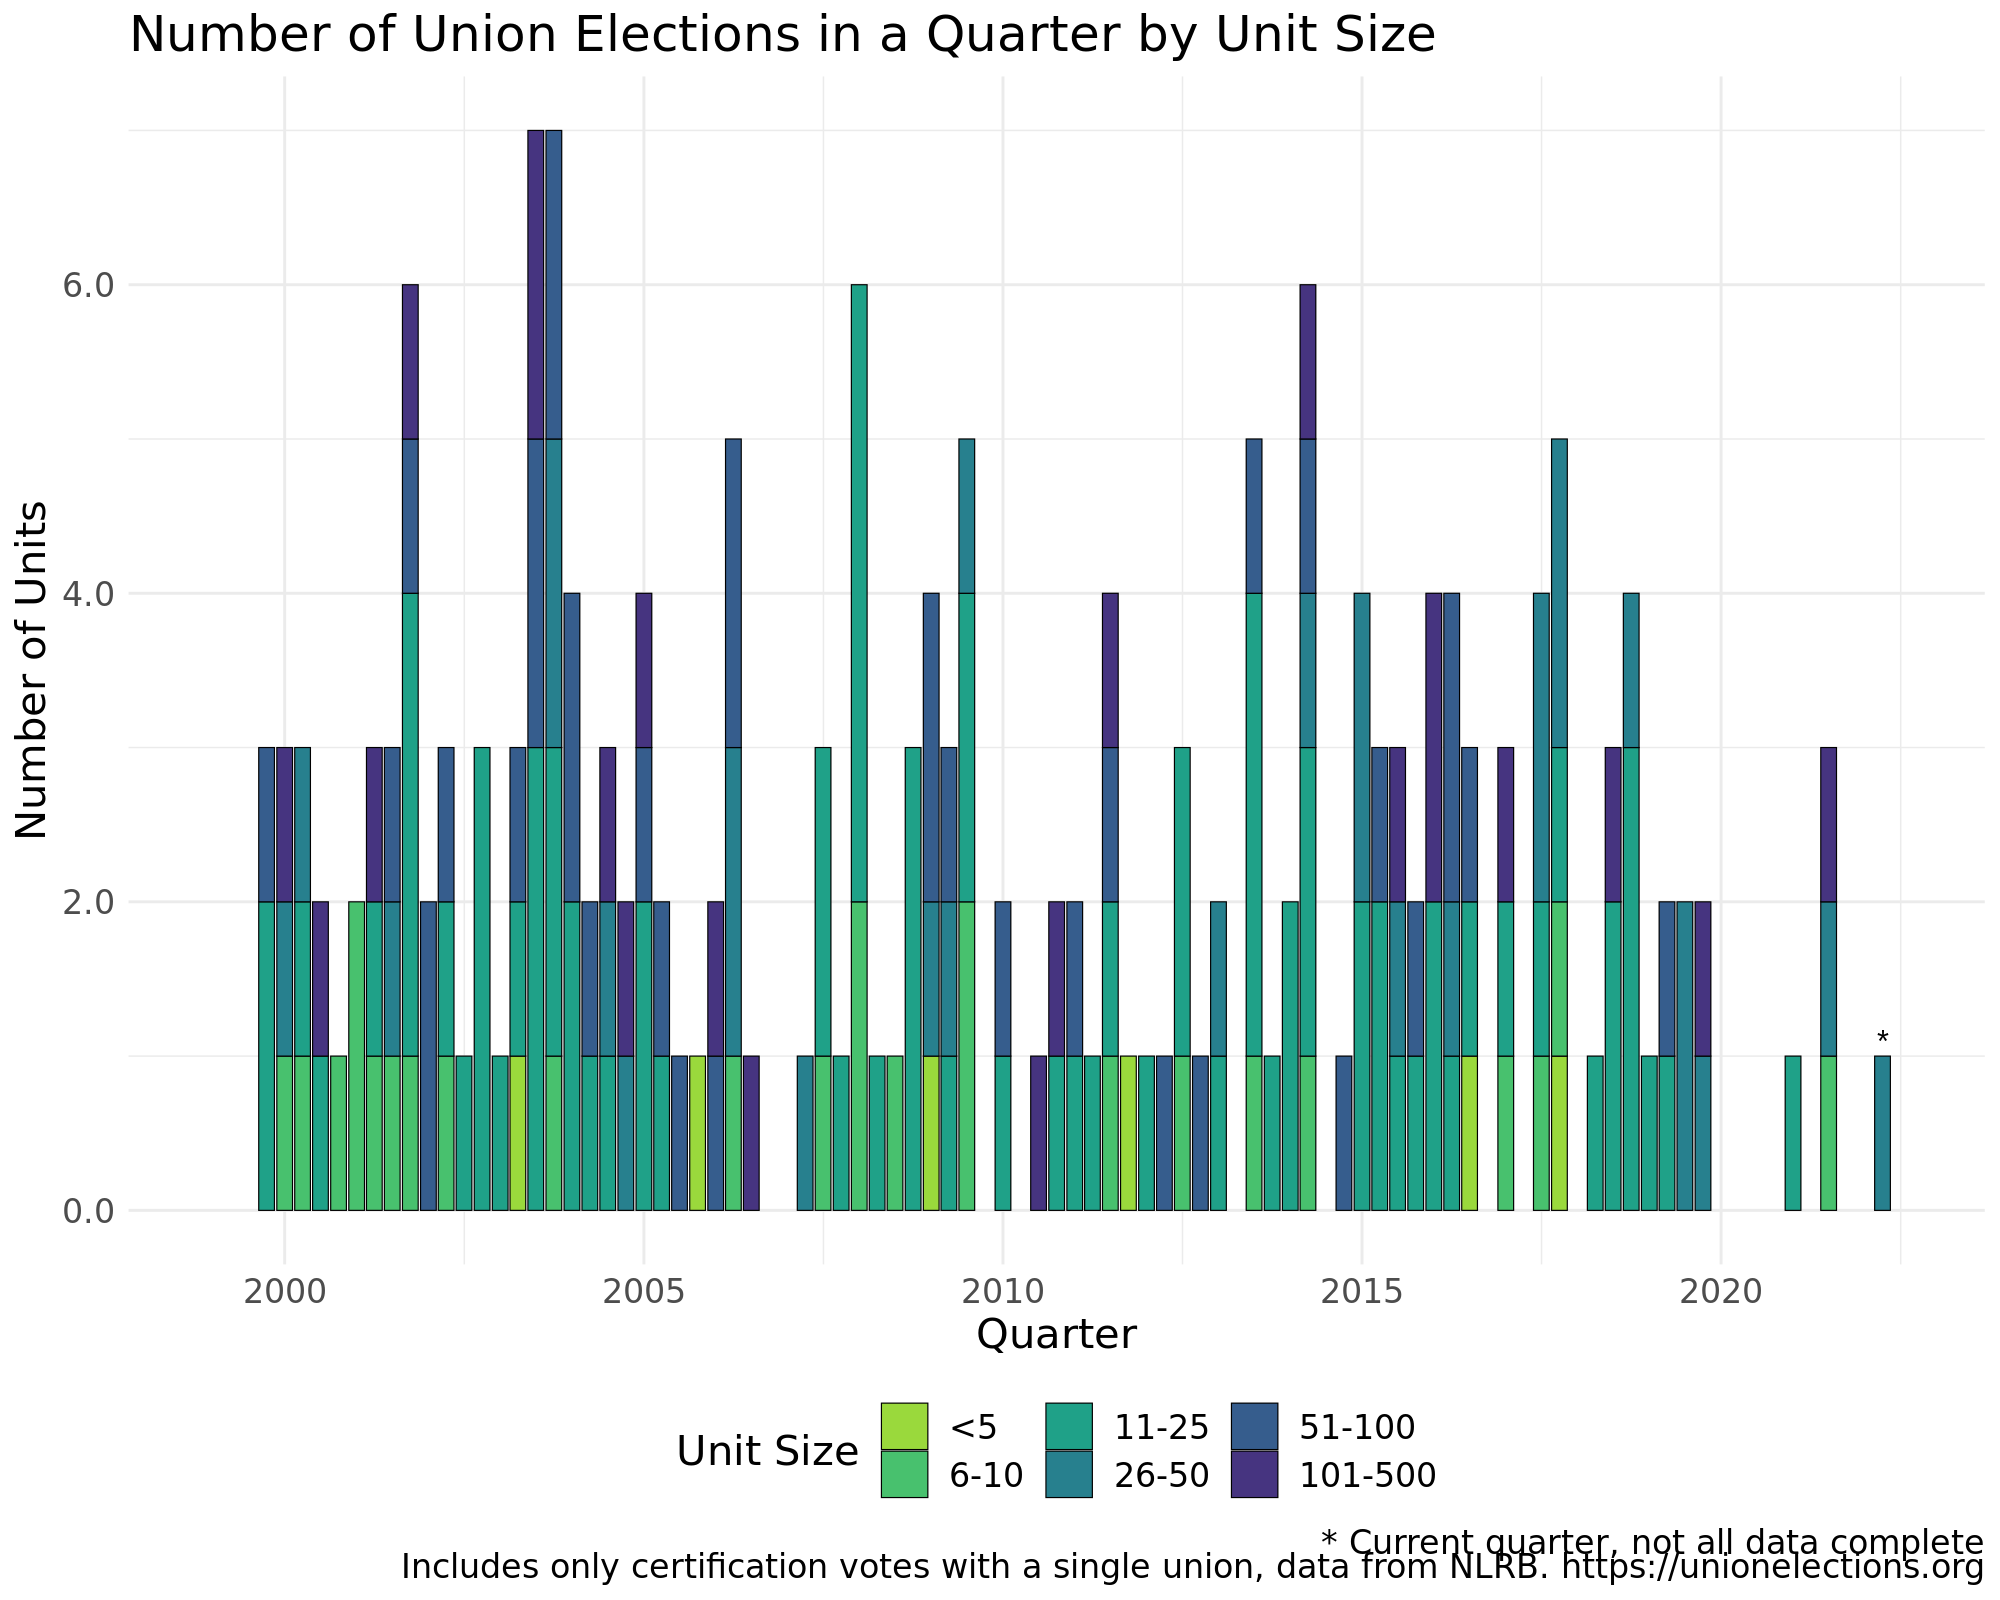 Number of Union Elections in a Quarter by Unit Size
Number of Units
6.0
4.0
2.0
0.0
*
2000 2005 2010 2015 2020
Quarter
Unit Size
<5 11-25 51-100
6-10 26-50 101-500
* Current quarter, not all data complete
Includes only certification votes with a single union, data from NLRB. https://unionelections.org